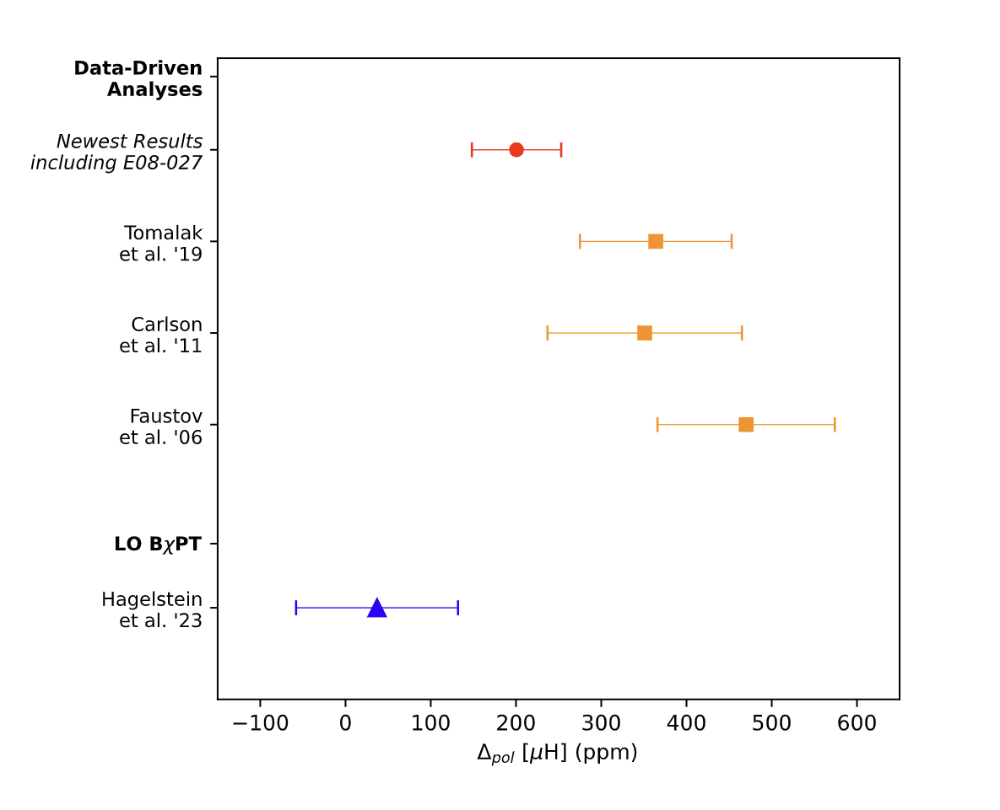 Data-Driven
Analyses
Newest Results
including E08-027
Tomalak
et al. '19
Carlson
et al. '11
Faustov
et al. '06
LO BχPT
Hagelstein
et al. '23
−100 0 100 200 300 400 500 600
Δpol [μH] (ppm)